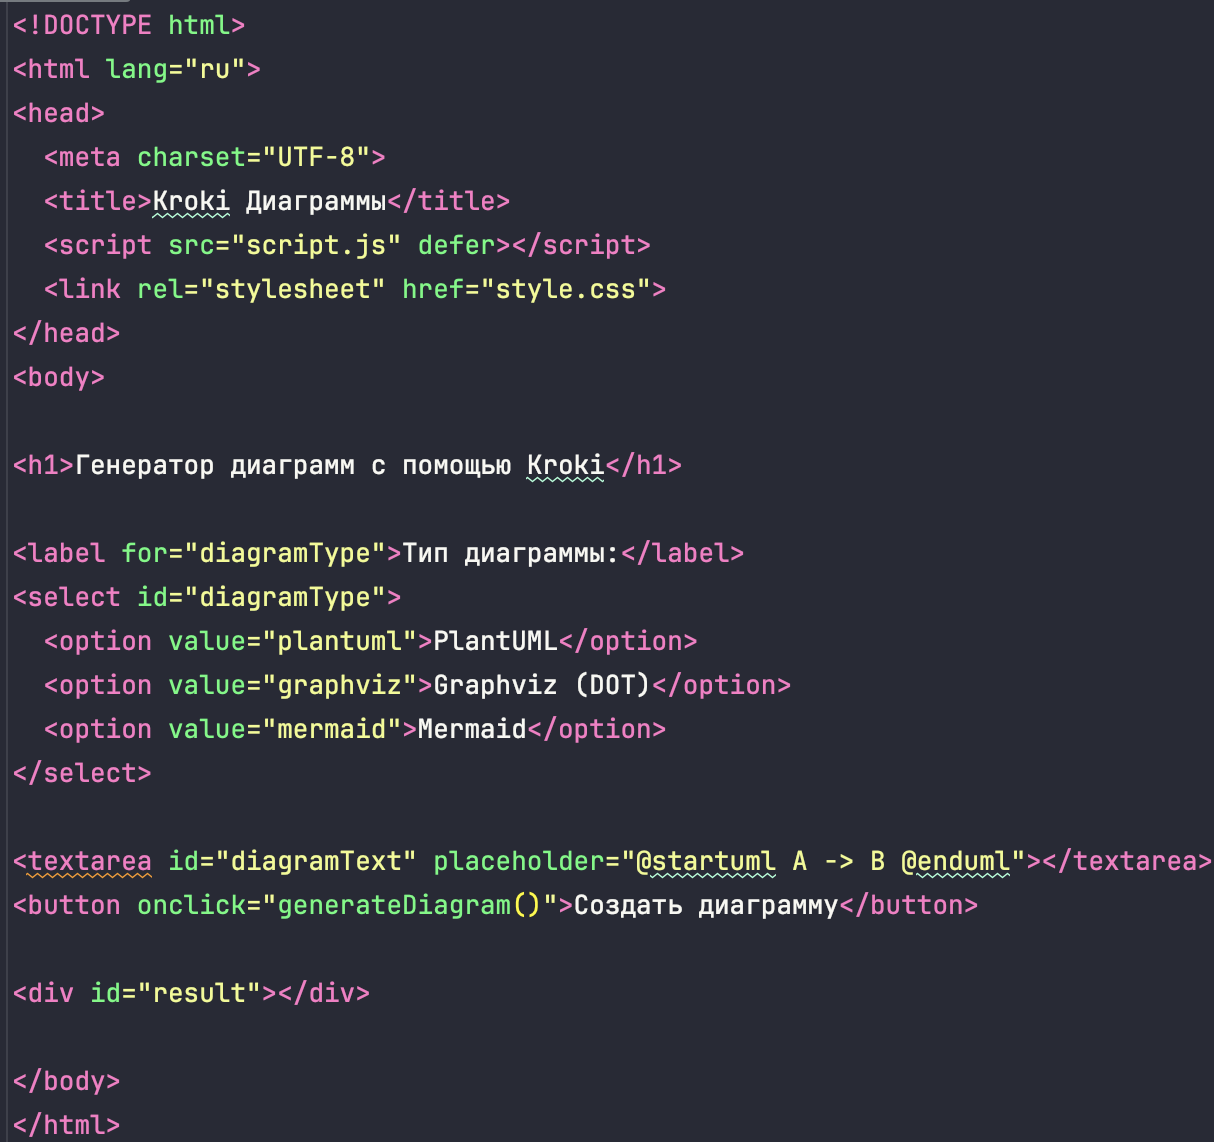 <!DOCTYPE html>
<html lang="ru">
<head>
  <meta charset="UTF-8">
  <title>Kroki Диаграммы</title>
  <script src="script.js" defer></script>
  <link rel="stylesheet" href="style.css">
</head>
<body>

<h1>Генератор диаграмм с помощью Kroki</h1>

<label for="diagramType">Тип диаграммы:</label>
<select id="diagramType">
  <option value="plantuml">PlantUML</option>
  <option value="graphviz">Graphviz (DOT)</option>
  <option value="mermaid">Mermaid</option>
</select>

<textarea id="diagramText" placeholder="@startuml A -> B @enduml"></textarea>
<button onclick="generateDiagram()">Создать диаграмму</button>

<div id="result"></div>

</body>
</html>